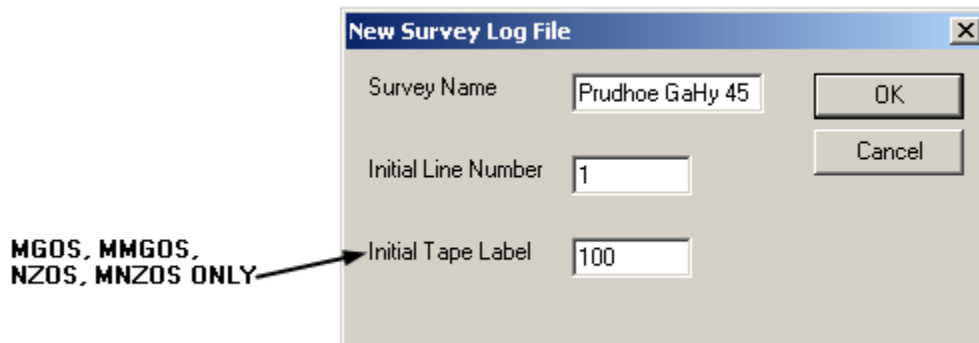 New Survey Log File
Survey Name
Prudhoe GaHy 45
OK
Cancel
Initial Line Number
1
MGOS, MMGOS,
NZOS, MNZOS ONLY
Initial Tape Label
100